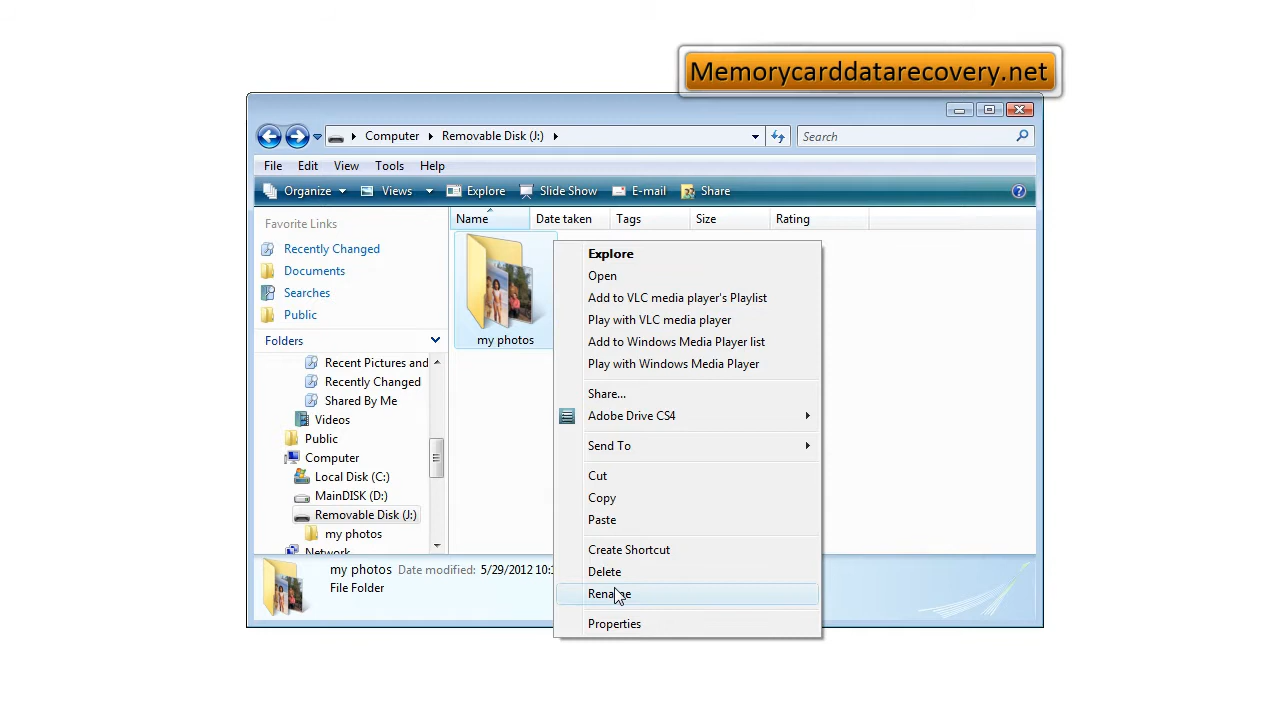 Memorycarddatarecovery.net
Computer Removable Disk (J:)
Search
File Edit View Tools Help
Organize Views Explore Slide Show E-mail Share
Favorite Links
Recently Changed
Documents
Searches
Public
Folders
Recent Pictures and
Recently Changed
Shared By Me
Videos
Public
Computer
Local Disk (C:)
MainDISK (D:)
Removable Disk (J:)
my photos
Network
Name Date taken Tags Size Rating
my photos
Explore
Open
Add to VLC media player's Playlist
Play with VLC media player
Add to Windows Media Player list
Play with Windows Media Player
Share...
Adobe Drive CS4
Send To
Cut
Copy
Paste
Create Shortcut
Delete
Rename
Properties
my photos Date modified: 5/29/2012
File Folder